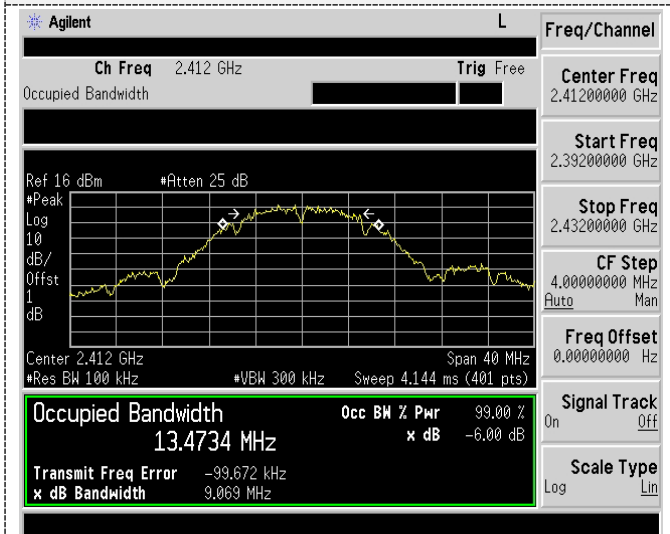 Agilent
L
Freq/Channel
Ch Freq 2.412 GHz Trig Free
Occupied Bandwidth
Center Freq
2.41200000 GHz
Start Freq
2.39200000 GHz
Stop Freq
2.43200000 GHz
CF Step
4.00000000 MHz
Auto Man
Freq Offset
0.00000000 Hz
Signal Track
On Off
Scale Type
Log Lin
Ref 16 dBm #Atten 25 dB
#Peak
Log
10
dB/
Offst
1
dB
Center 2.412 GHz Span 40 MHz
#Res BW 100 kHz #VBW 300 kHz Sweep 4.144 ms (401 pts)
Occupied Bandwidth Occ BW % Pwr 99.00 %
13.4734 MHz x dB -6.00 dB
Transmit Freq Error -99.672 kHz
x dB Bandwidth 9.069 MHz